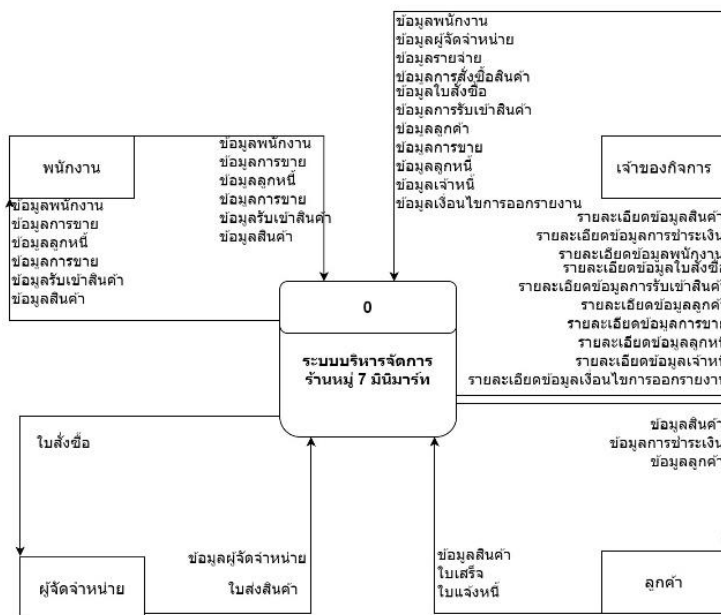 ข้อมูลพนักงาน
ข้อมูลผู้จัดจำหน่าย
ข้อมูลรายจ่าย
ข้อมูลการสั่งซื้อสินค้า
ข้อมูลใบสั่งซื้อ
ข้อมูลการรับเข้าสินค้า
ข้อมูลลูกค้า
ข้อมูลการขาย
ข้อมูลลูกหนี้
ข้อมูลเจ้าหนี้
ข้อมูลเงื่อนไขการออกรายงาน
พนักงาน
ข้อมูลพนักงาน
ข้อมูลการขาย
ข้อมูลลูกหนี้
ข้อมูลการขาย
ข้อมูลรับเข้าสินค้า
ข้อมูลสินค้า
เจ้าของกิจการ
ข้อมูลพนักงาน
ข้อมูลการขาย
ข้อมูลลูกหนี้
ข้อมูลการขาย
ข้อมูลรับเข้าสินค้า
ข้อมูลสินค้า
รายละเอียดข้อมูลสินค้า
รายละเอียดข้อมูลการชำระเงิน
รายละเอียดข้อมูลพนักงาน
รายละเอียดข้อมูลใบสั่งซื้อ
รายละเอียดข้อมูลการรับเข้าสินค้า
รายละเอียดข้อมูลลูกค้า
รายละเอียดข้อมูลการขาย
รายละเอียดข้อมูลลูกหนี้
รายละเอียดข้อมูลเจ้าหนี้
รายละเอียดข้อมูลเงื่อนไขการออกรายงาน
0
ระบบบริหารจัดการ
ร้านหมู่ 7 มินิมาร์ท
ใบสั่งซื้อ
ข้อมูลสินค้า
ข้อมูลการชำระเงิน
ข้อมูลลูกค้า
ผู้จัดจำหน่าย
ข้อมูลผู้จัดจำหน่าย
ใบส่งสินค้า
ข้อมูลสินค้า
ใบเสร็จ
ใบแจ้งหนี้
ลูกค้า